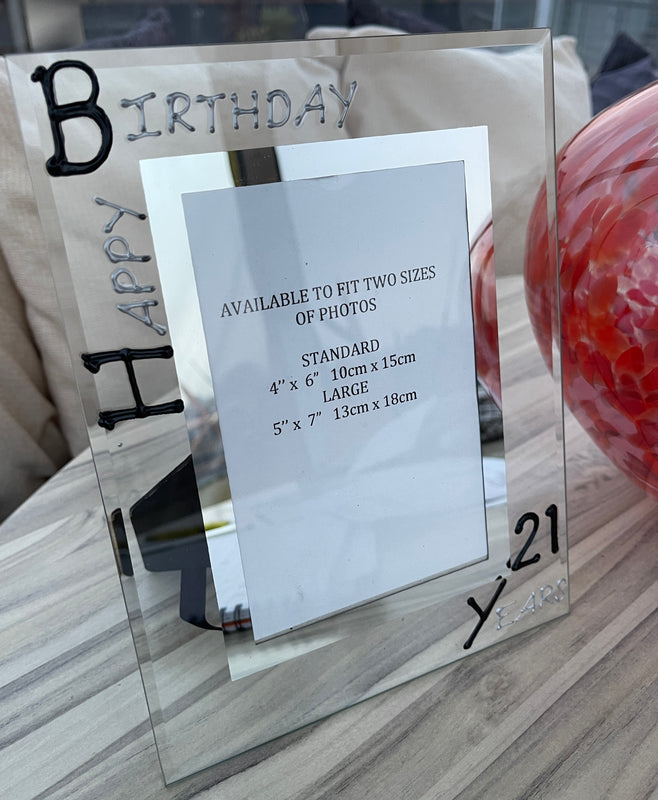 BIRTHDAY
HAPPY
AVAILABLE TO FIT TWO SIZES
OF PHOTOS
STANDARD
4” x 6” 10cm x 15cm
LARGE
5” x 7” 13cm x 18cm
21
YEARS